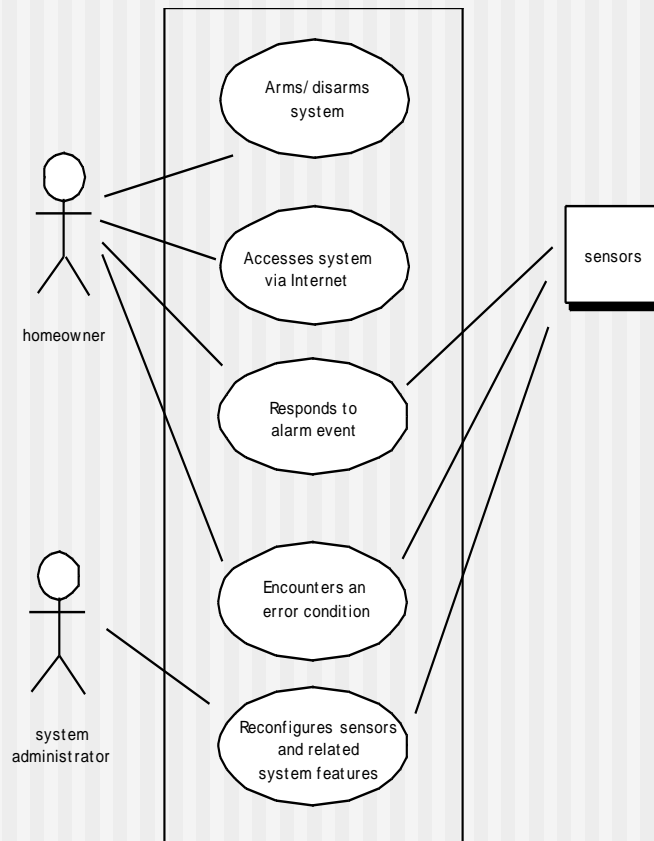 Arms/ disarms
system
Accesses system
via Internet
sensors
homeowner
Responds to
alarm event
Encounters an
error condition
system
administrator
Reconfigures sensors
and related
system features